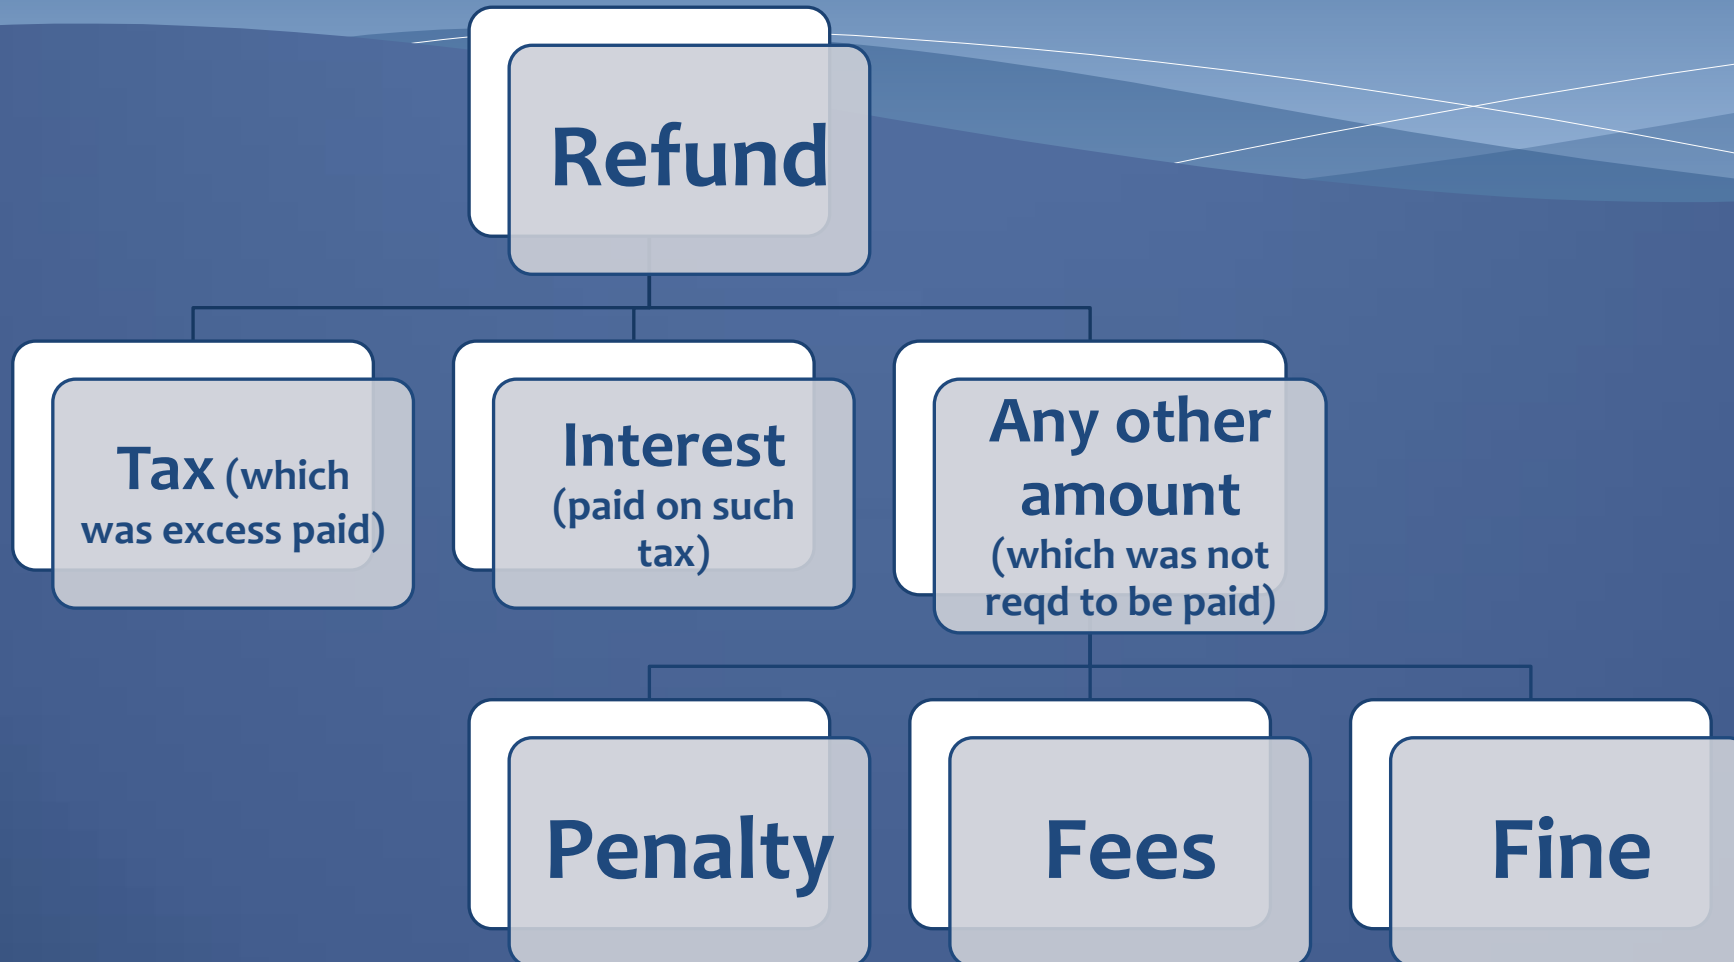 Refund
Tax (which
was excess paid)
Interest
(paid on such
tax)
Any other
amount
(which was not
reqd to be paid)
Penalty
Fees
Fine